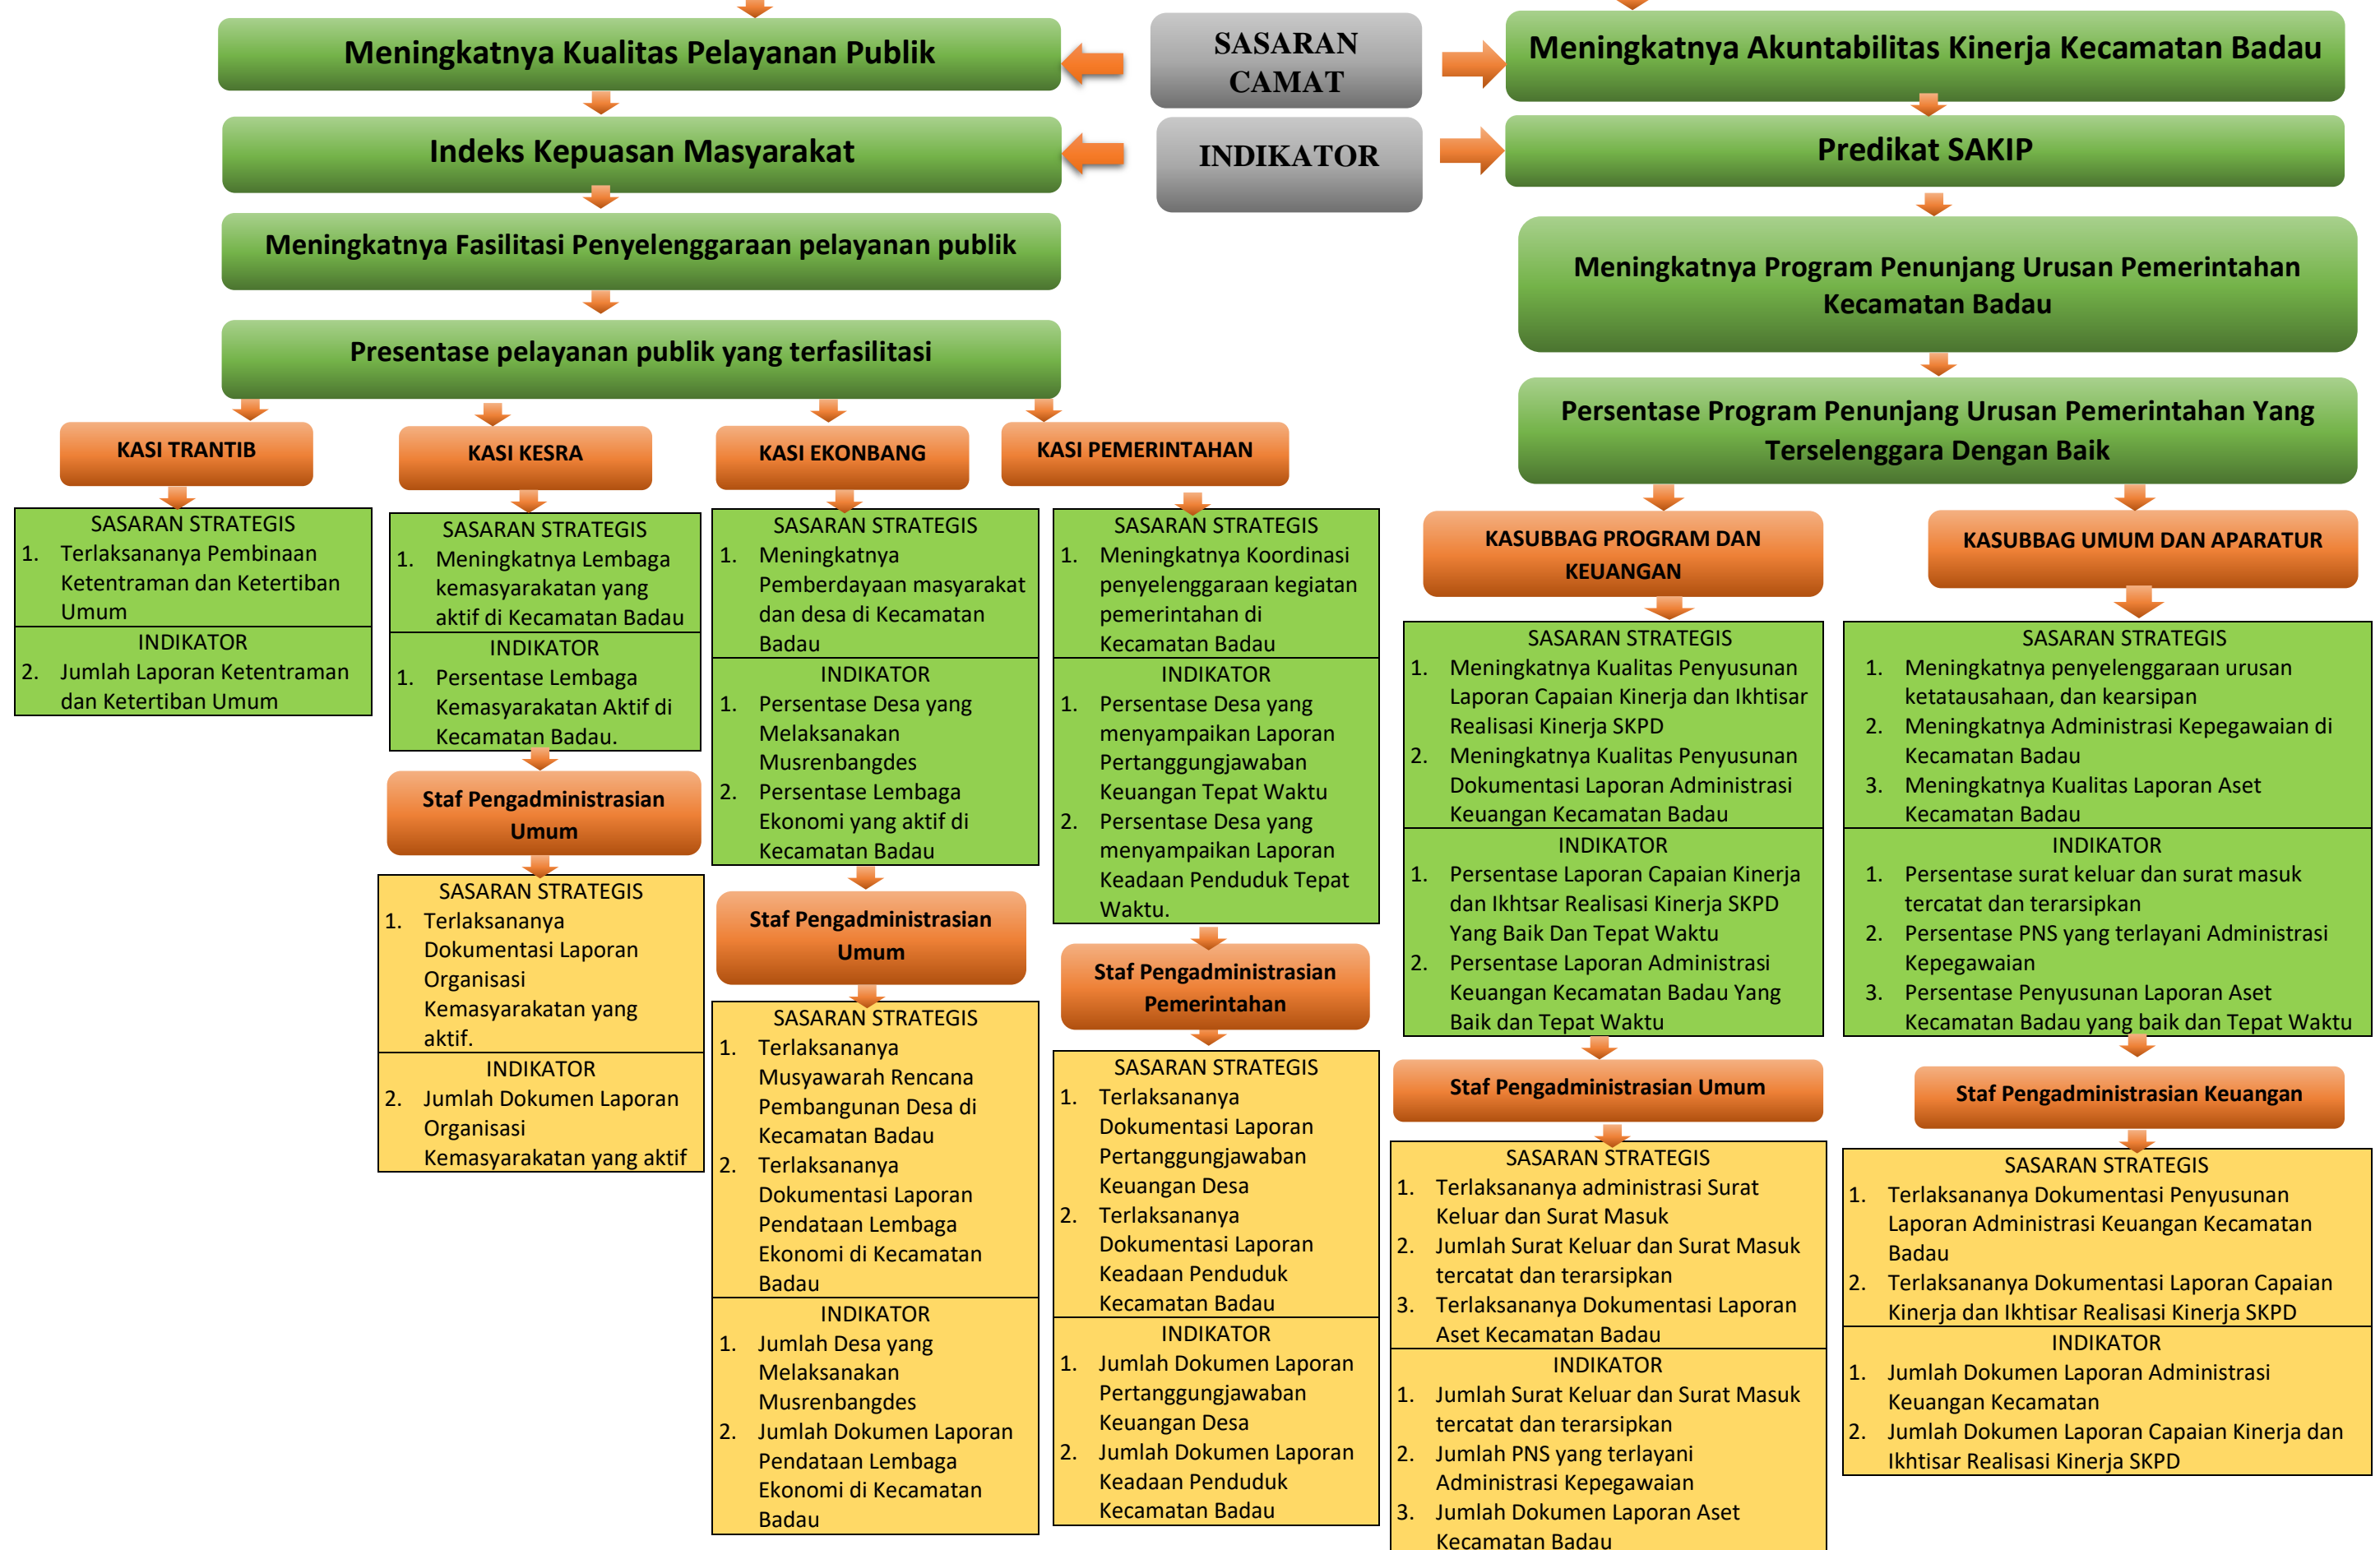 Meningkatnya Kualitas Pelayanan Publik
SASARAN
CAMAT
Meningkatnya Akuntabilitas Kinerja Kecamatan Badau
Indeks Kepuasan Masyarakat
INDIKATOR
Predikat SAKIP
Meningkatnya Fasilitasi Penyelenggaraan pelayanan publik
Meningkatnya Program Penunjang Urusan Pemerintahan
Kecamatan Badau
Presentase pelayanan publik yang terfasilitasi
Persentase Program Penunjang Urusan Pemerintahan Yang
Terselenggara Dengan Baik
KASI TRANTIB
SASARAN STRATEGIS
1. Terlaksananya Pembinaan
Ketentraman dan Ketertiban
Umum
INDIKATOR
2. Jumlah Laporan Ketentraman
dan Ketertiban Umum
KASI KESRA
SASARAN STRATEGIS
1. Meningkatnya Lembaga
kemasyarakatan yang
aktif di Kecamatan Badau
INDIKATOR
1. Persentase Lembaga
Kemasyarakatan Aktif di
Kecamatan Badau.
Staf Pengadministrasian
Umum
SASARAN STRATEGIS
1. Terlaksananya
Dokumentasi Laporan
Organisasi
Kemasyarakatan yang
aktif.
INDIKATOR
2. Jumlah Dokumen Laporan
Organisasi
Kemasyarakatan yang aktif
KASI EKONBANG
SASARAN STRATEGIS
1. Meningkatnya
Pemberdayaan masyarakat
dan desa di Kecamatan
Badau
INDIKATOR
1. Persentase Desa yang
Melaksanakan
Musrenbangdes
2. Persentase Lembaga
Ekonomi yang aktif di
Kecamatan Badau
Staf Pengadministrasian
Umum
SASARAN STRATEGIS
1. Terlaksananya
Musyawarah Rencana
Pembangunan Desa di
Kecamatan Badau
2. Terlaksananya
Dokumentasi Laporan
Pendataan Lembaga
Ekonomi di Kecamatan
Badau
INDIKATOR
1. Jumlah Desa yang
Melaksanakan
Musrenbangdes
2. Jumlah Dokumen Laporan
Pendataan Lembaga
Ekonomi di Kecamatan
Badau
KASI PEMERINTAHAN
SASARAN STRATEGIS
1. Meningkatnya Koordinasi
penyelenggaraan kegiatan
pemerintahan di
Kecamatan Badau
INDIKATOR
1. Persentase Desa yang
menyampaikan Laporan
Pertanggungjawaban
Keuangan Tepat Waktu
2. Persentase Desa yang
menyampaikan Laporan
Keadaan Penduduk Tepat
Waktu.
Staf Pengadministrasian
Pemerintahan
SASARAN STRATEGIS
1. Terlaksananya
Dokumentasi Laporan
Pertanggungjawaban
Keuangan Desa
2. Terlaksananya
Dokumentasi Laporan
Keadaan Penduduk
Kecamatan Badau
INDIKATOR
1. Jumlah Dokumen Laporan
Pertanggungjawaban
Keuangan Desa
2. Jumlah Dokumen Laporan
Keadaan Penduduk
Kecamatan Badau
KASUBBAG PROGRAM DAN
KEUANGAN
SASARAN STRATEGIS
1. Meningkatnya Kualitas Penyusunan
Laporan Capaian Kinerja dan Ikhtisar
Realisasi Kinerja SKPD
2. Meningkatnya Kualitas Penyusunan
Dokumentasi Laporan Administrasi
Keuangan Kecamatan Badau
INDIKATOR
1. Persentase Laporan Capaian Kinerja
dan Ikhtsar Realisasi Kinerja SKPD
Yang Baik Dan Tepat Waktu
2. Persentase Laporan Administrasi
Keuangan Kecamatan Badau Yang
Baik dan Tepat Waktu
Staf Pengadministrasian Umum
SASARAN STRATEGIS
1. Terlaksananya administrasi Surat
Keluar dan Surat Masuk
2. Jumlah Surat Keluar dan Surat Masuk
tercatat dan terarsipkan
3. Terlaksananya Dokumentasi Laporan
Aset Kecamatan Badau
INDIKATOR
1. Jumlah Surat Keluar dan Surat Masuk
tercatat dan terarsipkan
2. Jumlah PNS yang terlayani
Administrasi Kepegawaian
3. Jumlah Dokumen Laporan Aset
Kecamatan Badau
KASUBBAG UMUM DAN APARATUR
SASARAN STRATEGIS
1. Meningkatnya penyelenggaraan urusan
ketatausahaan, dan kearsipan
2. Meningkatnya Administrasi Kepegawaian di
Kecamatan Badau
3. Meningkatnya Kualitas Laporan Aset
Kecamatan Badau
INDIKATOR
1. Persentase surat keluar dan surat masuk
tercatat dan terarsipkan
2. Persentase PNS yang terlayani Administrasi
Kepegawaian
3. Persentase Penyusunan Laporan Aset
Kecamatan Badau yang baik dan Tepat Waktu
Staf Pengadministrasian Keuangan
SASARAN STRATEGIS
1. Terlaksananya Dokumentasi Penyusunan
Laporan Administrasi Keuangan Kecamatan
Badau
2. Terlaksananya Dokumentasi Laporan Capaian
Kinerja dan Ikhtisar Realisasi Kinerja SKPD
INDIKATOR
1. Jumlah Dokumen Laporan Administrasi
Keuangan Kecamatan
2. Jumlah Dokumen Laporan Capaian Kinerja dan
Ikhtisar Realisasi Kinerja SKPD